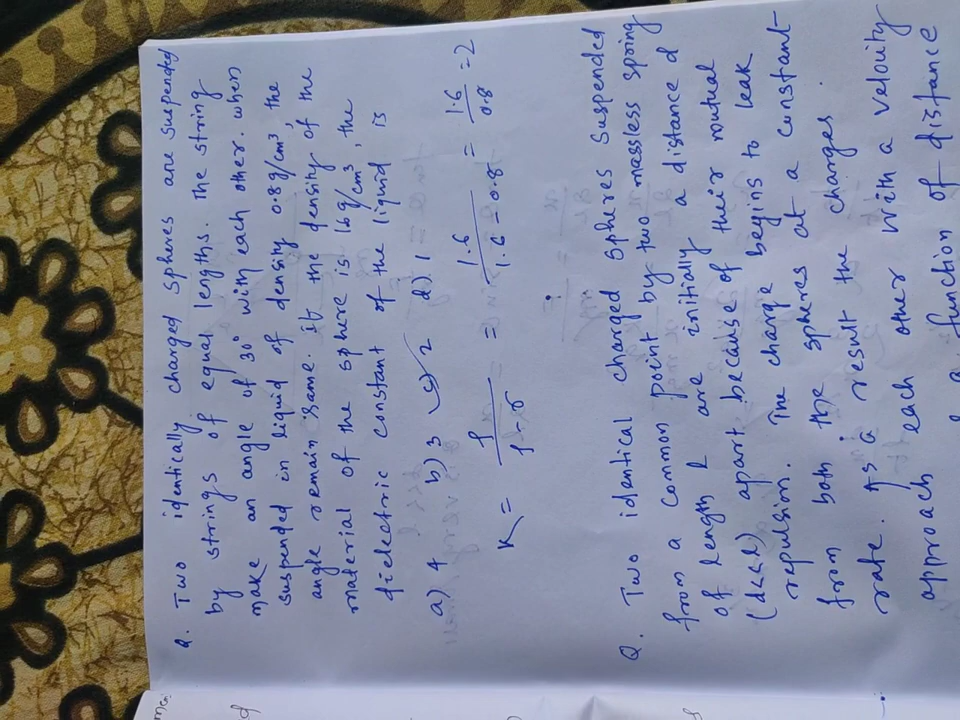 Q. Two identically charged spheres are suspended
by strings of equal lengths. The string
make an angle of 30° with each other. when
suspended in liquid of density 0.8g/cm³, the
angle remain same. If the density of the
material of the sphere is 16g/cm³, the
dielectric constant of the liquid is
a) 4 b) 3 c) 2 d) 1
K = ρ/ρ-σ = 1.6/1.6-0.8 = 1.6/0.8 = 2
Q. Two idantical charged spheres suspended
from a common point by two massless spring
of length l are initially a distance d
(d<<l) apart because of their mutual
repulsion. The charge begins to leak
from both the spheres at a constant-
rate. As a result the charges
approach each other with a velocity
a function of distance